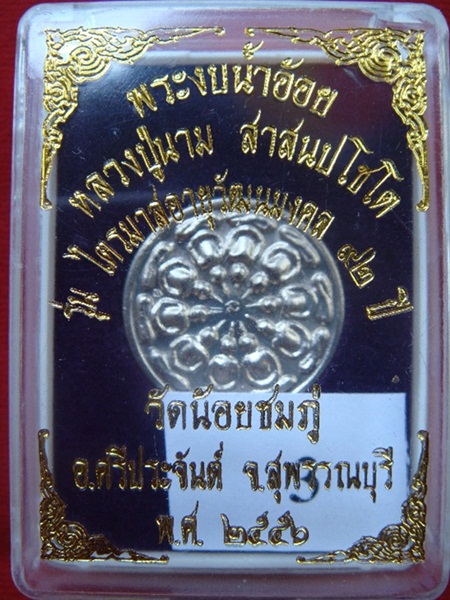 พระงบน้ำอ้อย
หลวงปู่นาม สาสนปโชโต
รุ่น ไตรมาสอายุวัฒนมงคล ๙๒ ปี
วัดน้อยชมภู่
อ.ศรีประจันต์ จ.สุพรรณบุรี
พ.ศ. ๒๕๕๖